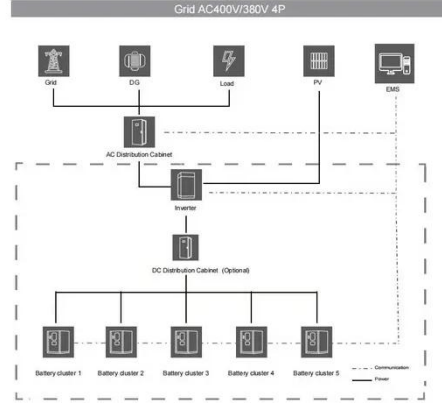 Grid AC400V/380V 4P
Grid
DG
Load
PV
EMS
AC Distribution Cabinet
Inverter
DC Distribution Cabinet (Optional)
Battery cluster 1
Battery cluster 2
Battery cluster 3
Battery cluster 4
Battery cluster 5
Communication
Power